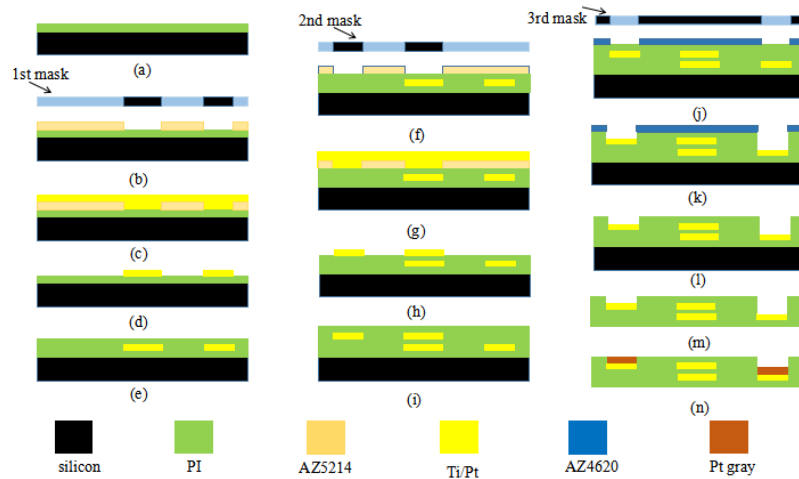 2nd mask
3rd mask
(a)
1st mask
(f)
(j)
(b)
(k)
(g)
(c)
(l)
(h)
(d)
(m)
(e)
(i)
(n)
silicon
PI
AZ5214
Ti/Pt
AZ4620
Pt gray